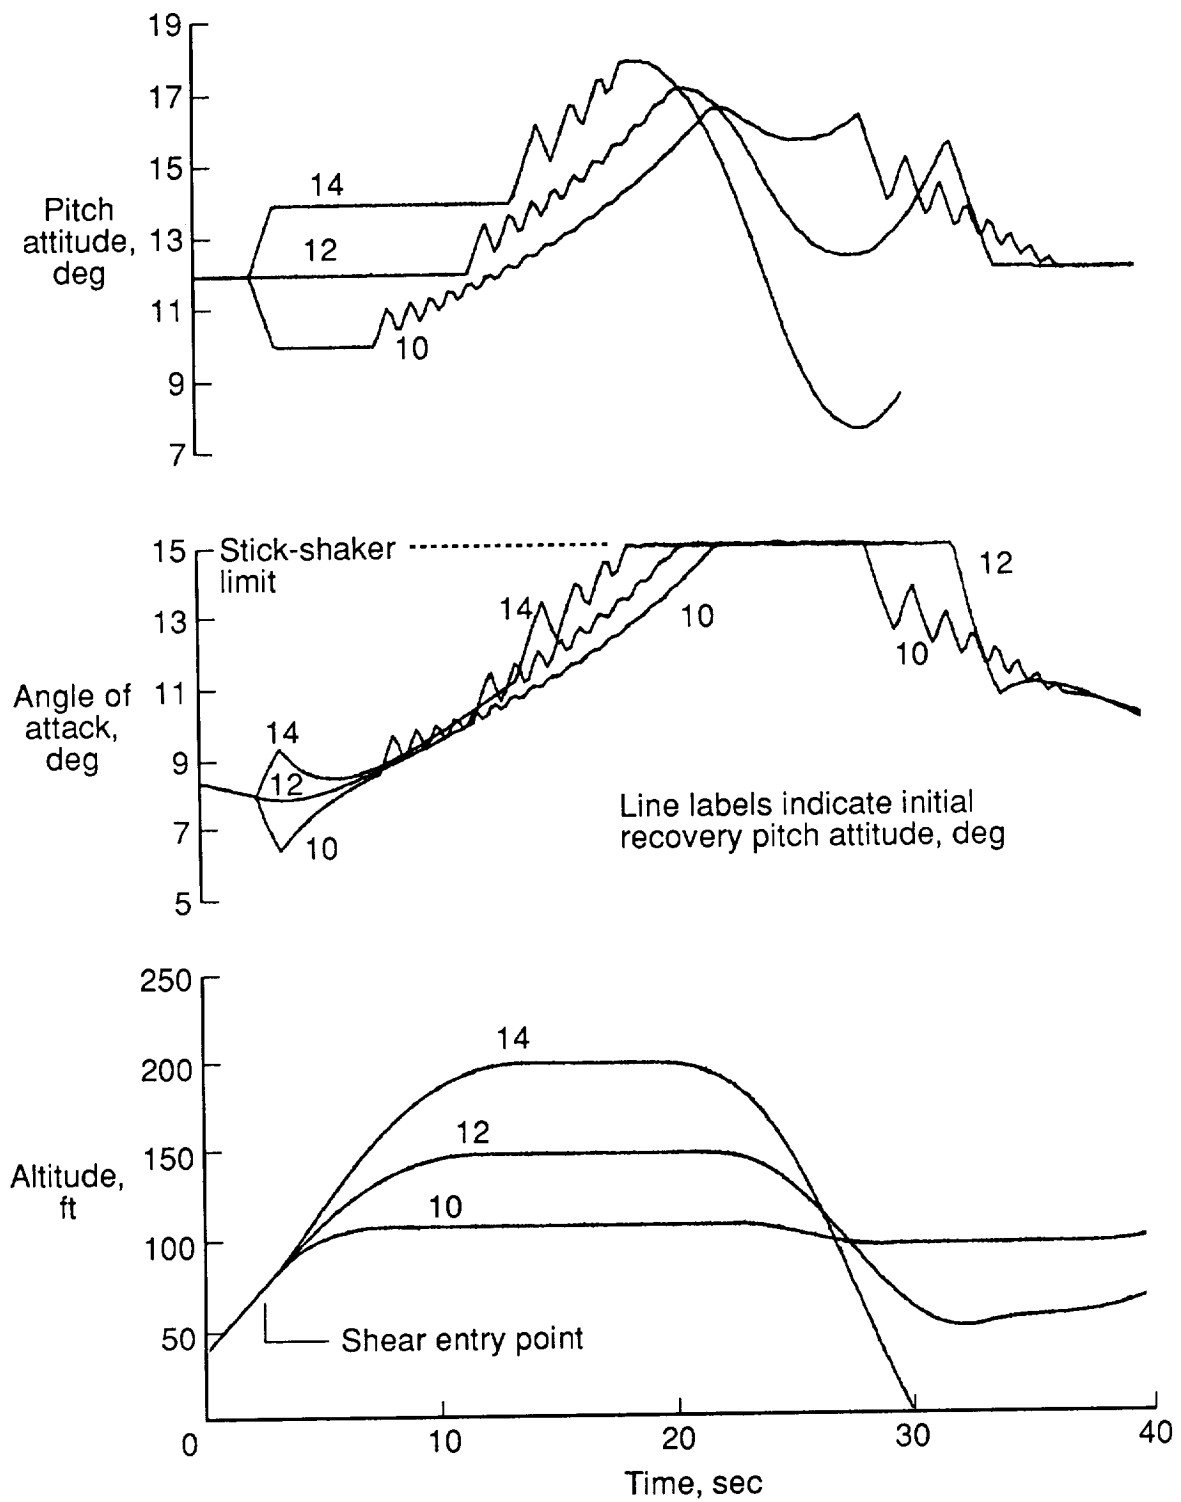 19
17
15
13
11
9
7
Pitch
attitude,
deg
14
12
10
15
13
11
9
7
5
Stick-shaker
limit
Angle of
attack,
deg
14
12
10
14
10
12
10
Line labels indicate initial
recovery pitch attitude, deg
250
200
150
100
50
Altitude,
ft
14
12
10
Shear entry point
0
10
20
30
40
Time, sec